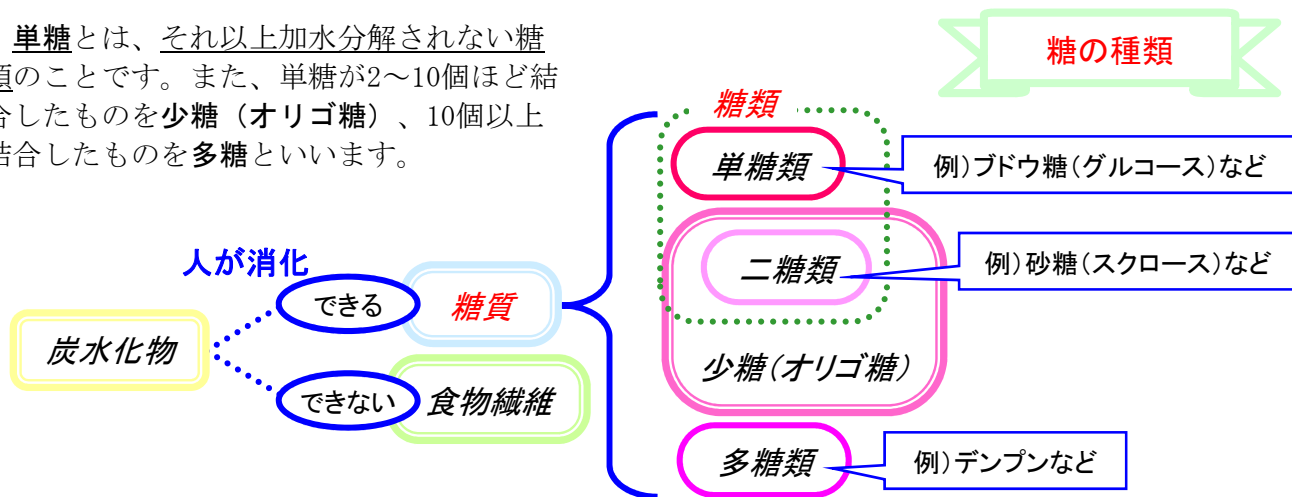 単糖とは、それ以上加水分解されない糖
類のことです。また、単糖が2～10個ほど結
合したものを少糖（オリゴ糖）、10個以上
結合したものを多糖といいます。
糖の種類
糖類
単糖類
例）ブドウ糖（グルコース）など
二糖類
例）砂糖（スクロース）など
少糖（オリゴ糖）
多糖類
例）デンプンなど
人が消化
できる
糖質
炭水化物
できない
食物繊維